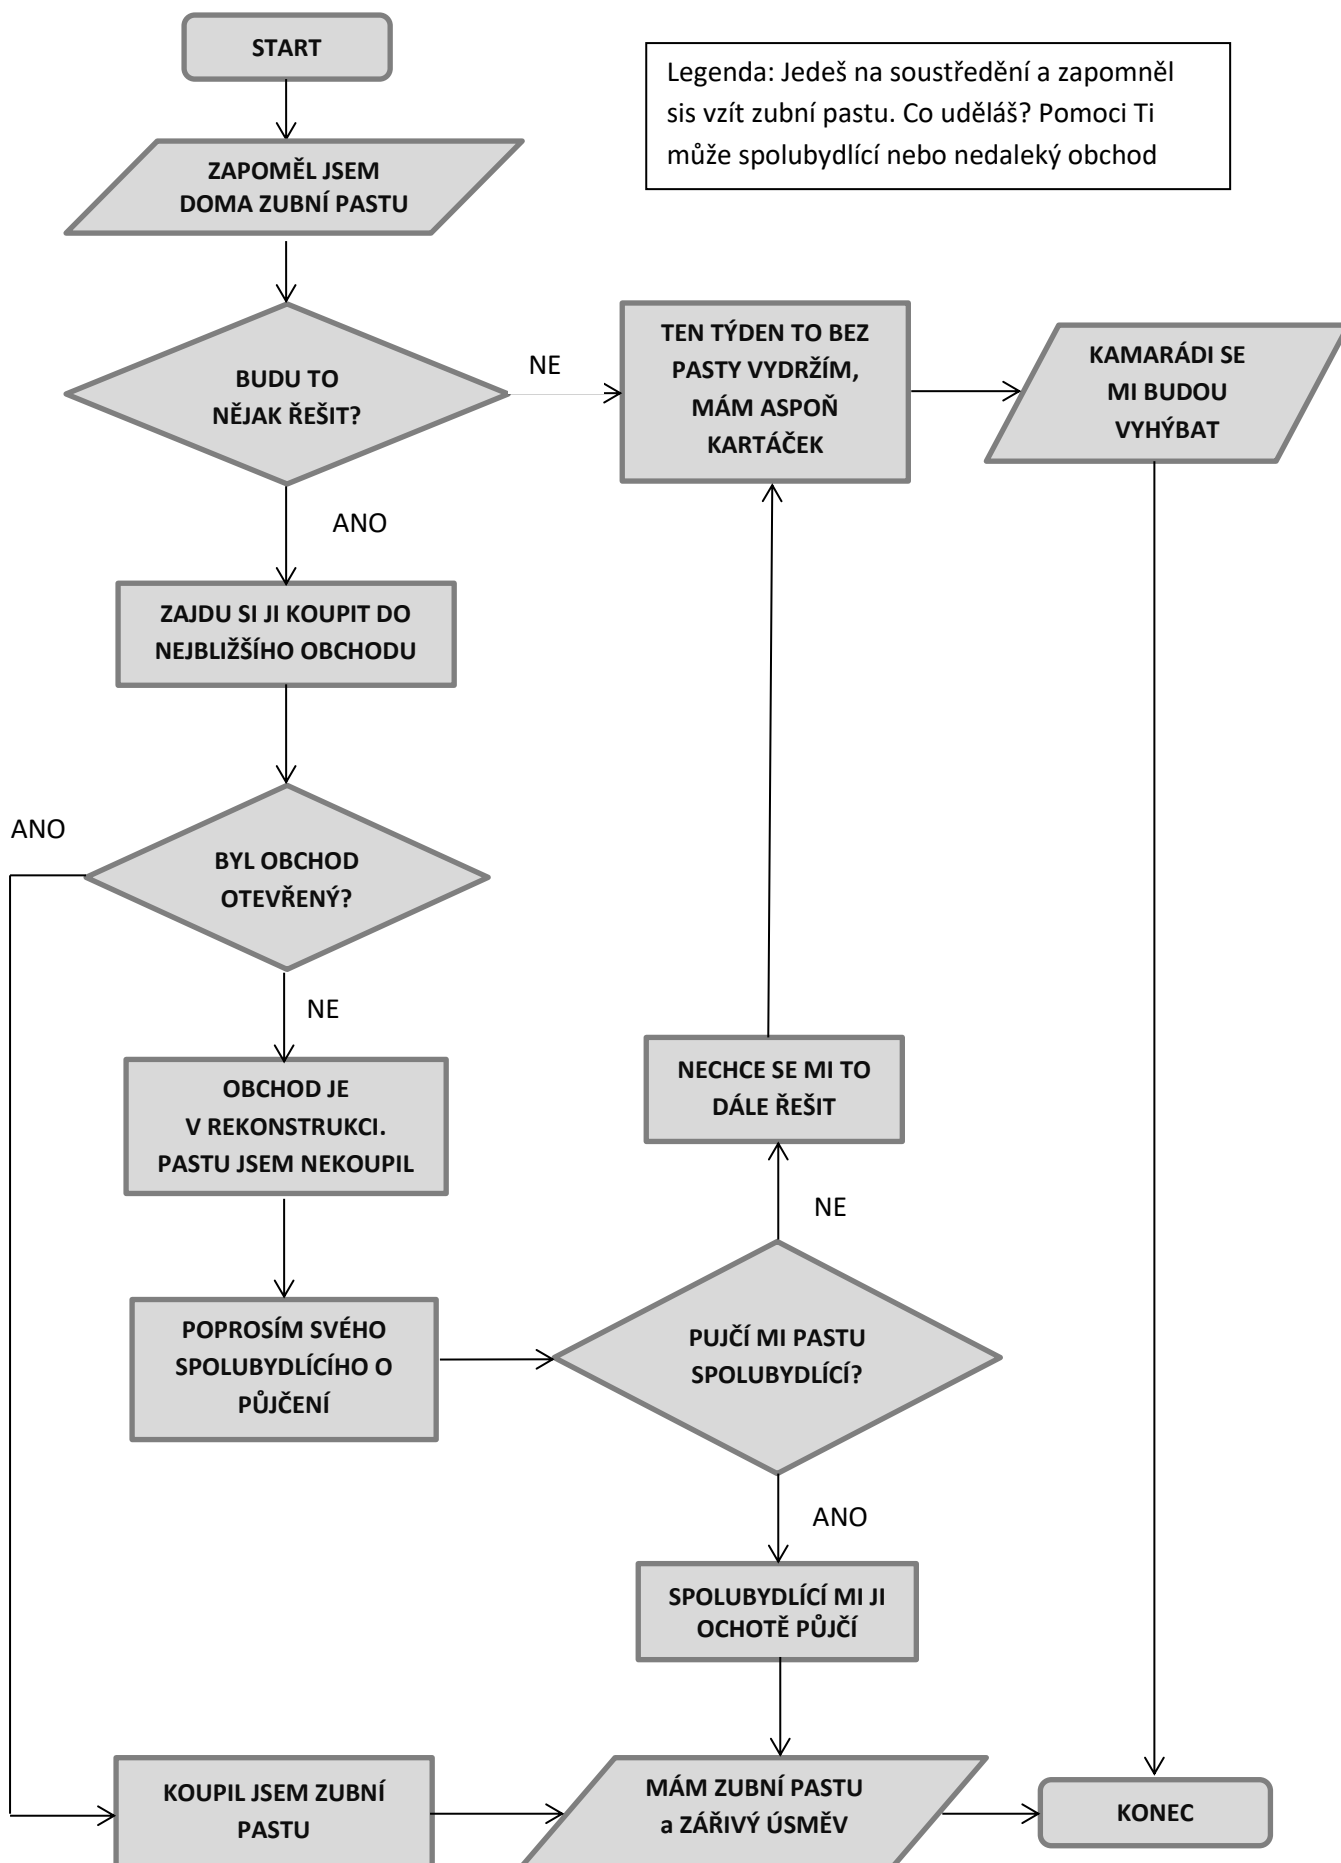 START
Legenda: Jedeš na soustředění a zapomněl
sis vzít zubní pastu. Co uděláš? Pomoci Ti
může spolubydlící nebo nedaleký obchod
ZAPOMĚL JSEM
DOMA ZUBNÍ PASTU
BUDU TO
NĚJAK ŘEŠIT?
NE
TEN TÝDEN TO BEZ
PASTY VYDRŽÍM,
MÁM ASPOŇ
KARTÁČEK
KAMARÁDI SE
MI BUDOU
VYHÝBAT
ANO
ZAJDU SI JI KOUPIT DO
NEJBLIŽŠÍHO OBCHODU
ANO
BYL OBCHOD
OTEVŘENÝ?
NE
OBCHOD JE
V REKONSTRUKCI.
PASTU JSEM NEKOUPIL
NECHCE SE MI TO
DÁLE ŘEŠIT
NE
POPROSÍM SVÉHO
SPOLUBYDLÍCÍHO O
PŮJČENÍ
PUJČÍ MI PASTU
SPOLUBYDLÍCÍ?
ANO
SPOLUBYDLÍCÍ MI JI
OCHOTĚ PŮJČÍ
KOUPIL JSEM ZUBNÍ
PASTU
MÁM ZUBNÍ PASTU
a ZÁŘIVÝ ÚSMĚV
KONEC